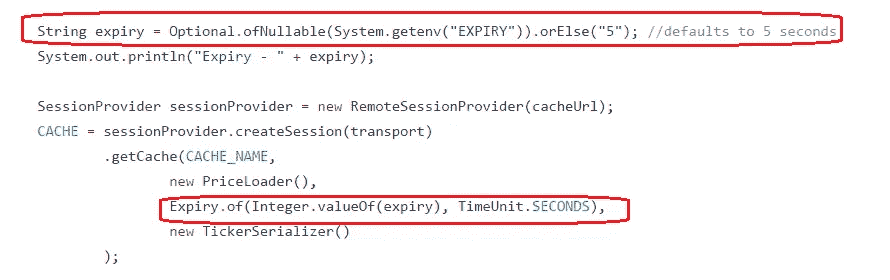 String expiry = Optional.ofNullable(System.getenv("EXPIRY")).orElse("5"); //defaults to 5 seconds
System.out.println("Expiry - " + expiry);
SessionProvider sessionProvider = new RemoteSessionProvider(cacheUrl);
CACHE = sessionProvider.createSession(transport)
.getCache(CACHE_NAME,
new PriceLoader(),
Expiry.of(Integer.valueOf(expiry), TimeUnit.SECONDS),
new TickerSerializer()
);